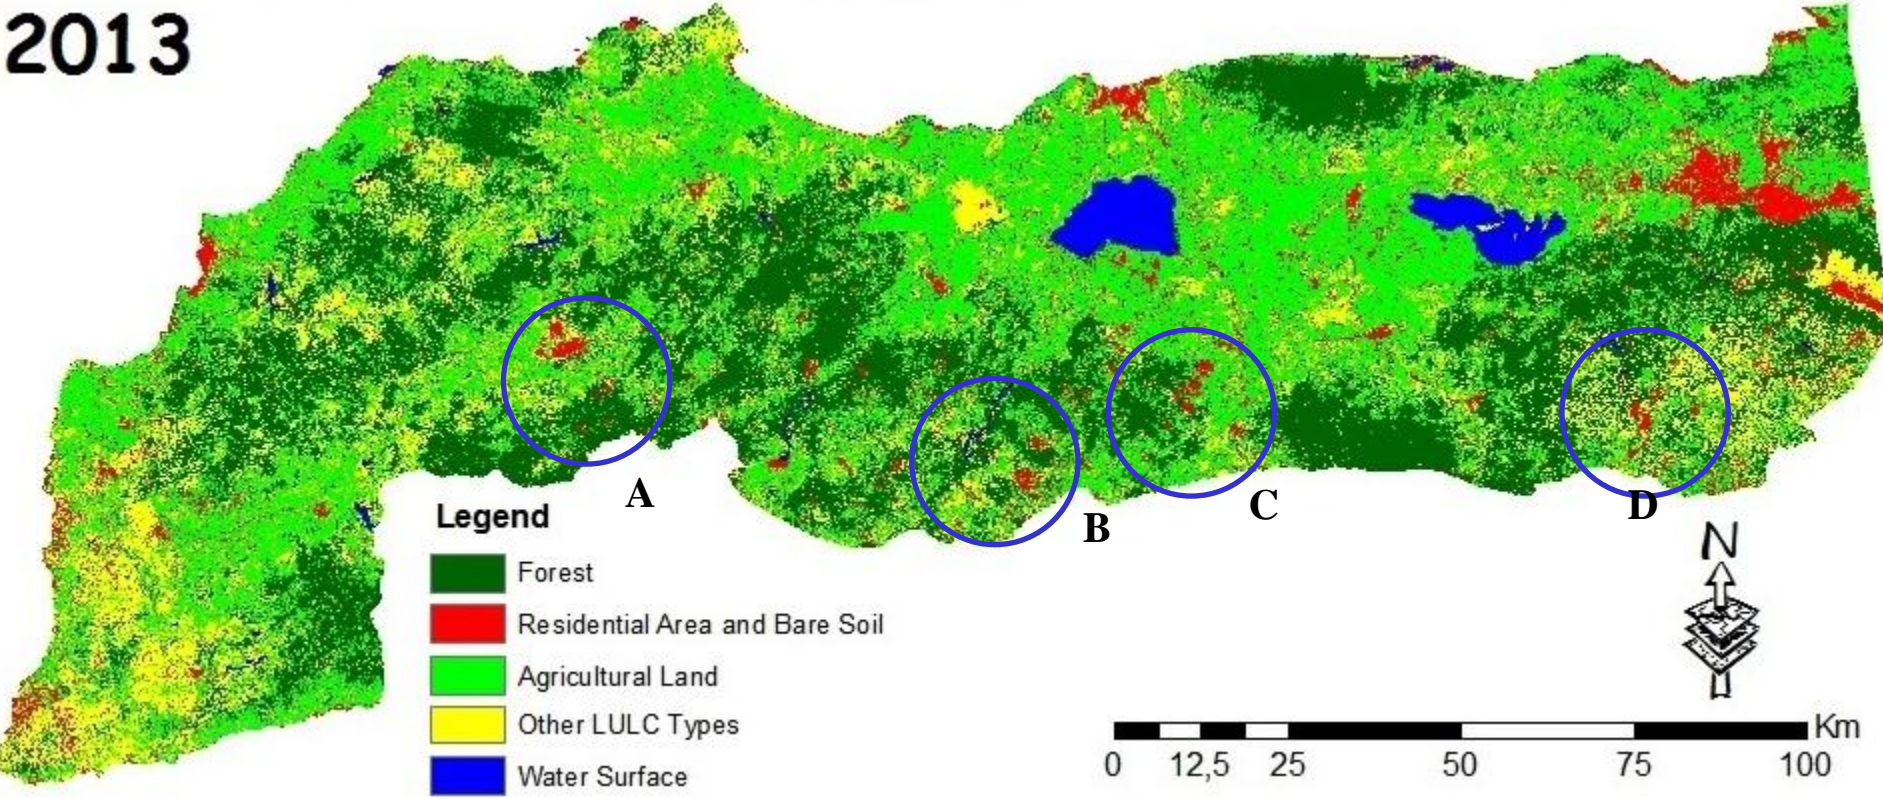 2013
A
B
C
D
Legend
Forest
Residential Area and Bare Soil
Agricultural Land
Other LULC Types
Water Surface
N
Km
0 12,5 25 50 75 100